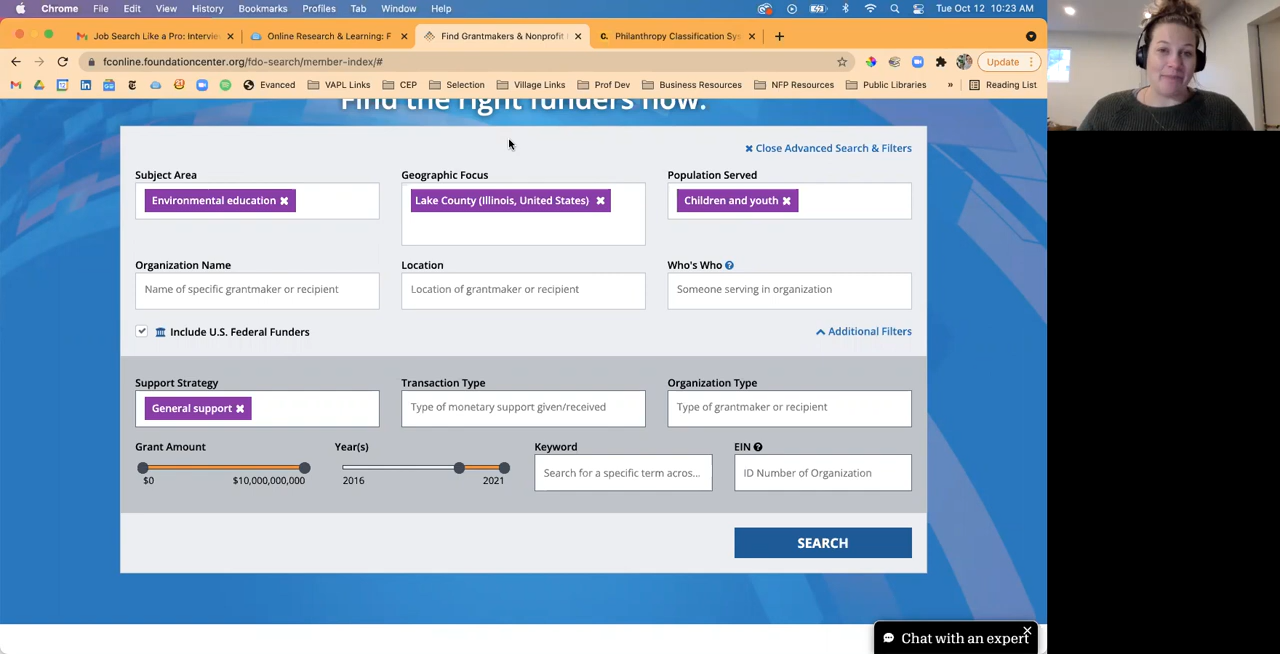 Chrome File Edit View History Bookmarks Profiles Tab Window Help Tue Oct 12 10:23 AM
Job Search Like a Pro: Intervie Online Research & Learning: F Find Grantmakers & Nonprofit Philanthropy Classification Sys
fconline.foundationcenter.org/fdo-search/member-index/# Update
Evanced VAPL Links CEP Selection Village Links Prof Dev Business Resources NFP Resources Public Libraries » Reading List
Find the right funders now.
Close Advanced Search & Filters
Subject Area Geographic Focus Population Served
Environmental education Lake County (Illinois, United States) Children and youth
Organization Name Location Who's Who
Name of specific grantmaker or recipient Location of grantmaker or recipient Someone serving in organization
Include U.S. Federal Funders Additional Filters
Support Strategy Transaction Type Organization Type
General support Type of monetary support given/received Type of grantmaker or recipient
Grant Amount Year(s) Keyword EIN
Search for a specific term acros... ID Number of Organization
$0 $10,000,000,000 2016 2021
SEARCH
Chat with an expert